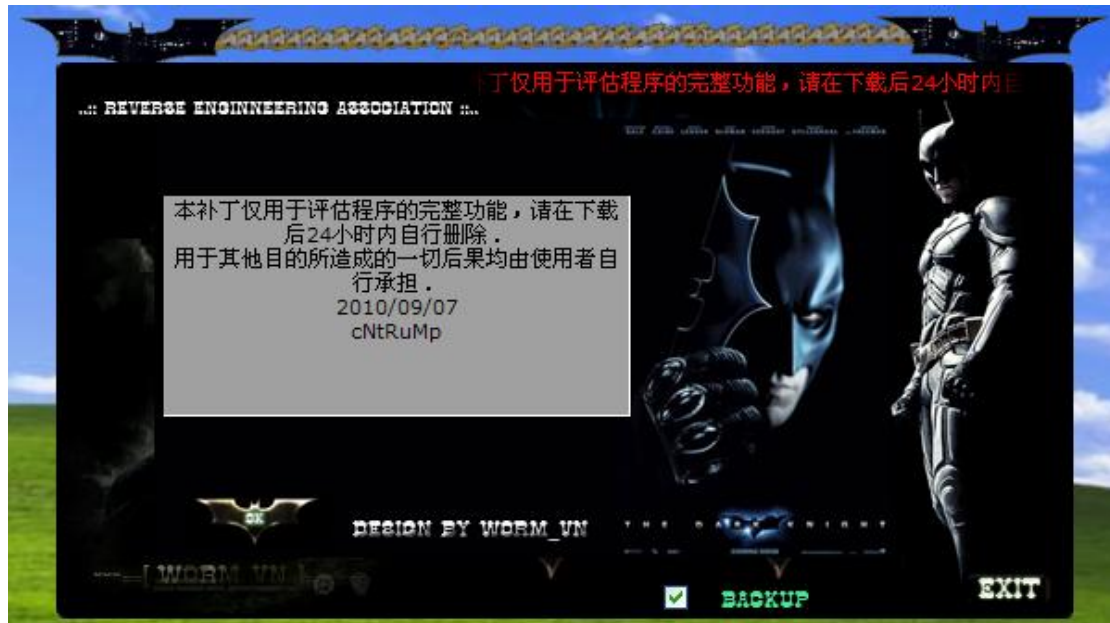 丁仅用于评估程序的完整功能，请在下载后24小时内自
..:: REVERSE ENGINNEERING ASSOCIATION ::..
本补丁仅用于评估程序的完整功能，请在下载
后24小时内自行删除．
用于其他目的所造成的一切后果均由使用者自
行承担．
2010/09/07
cNtRuMp
OK
DESIGN BY WORM_VN
THE DARK KNIGHT
[ WORM_VN ]
BACKUP
EXIT